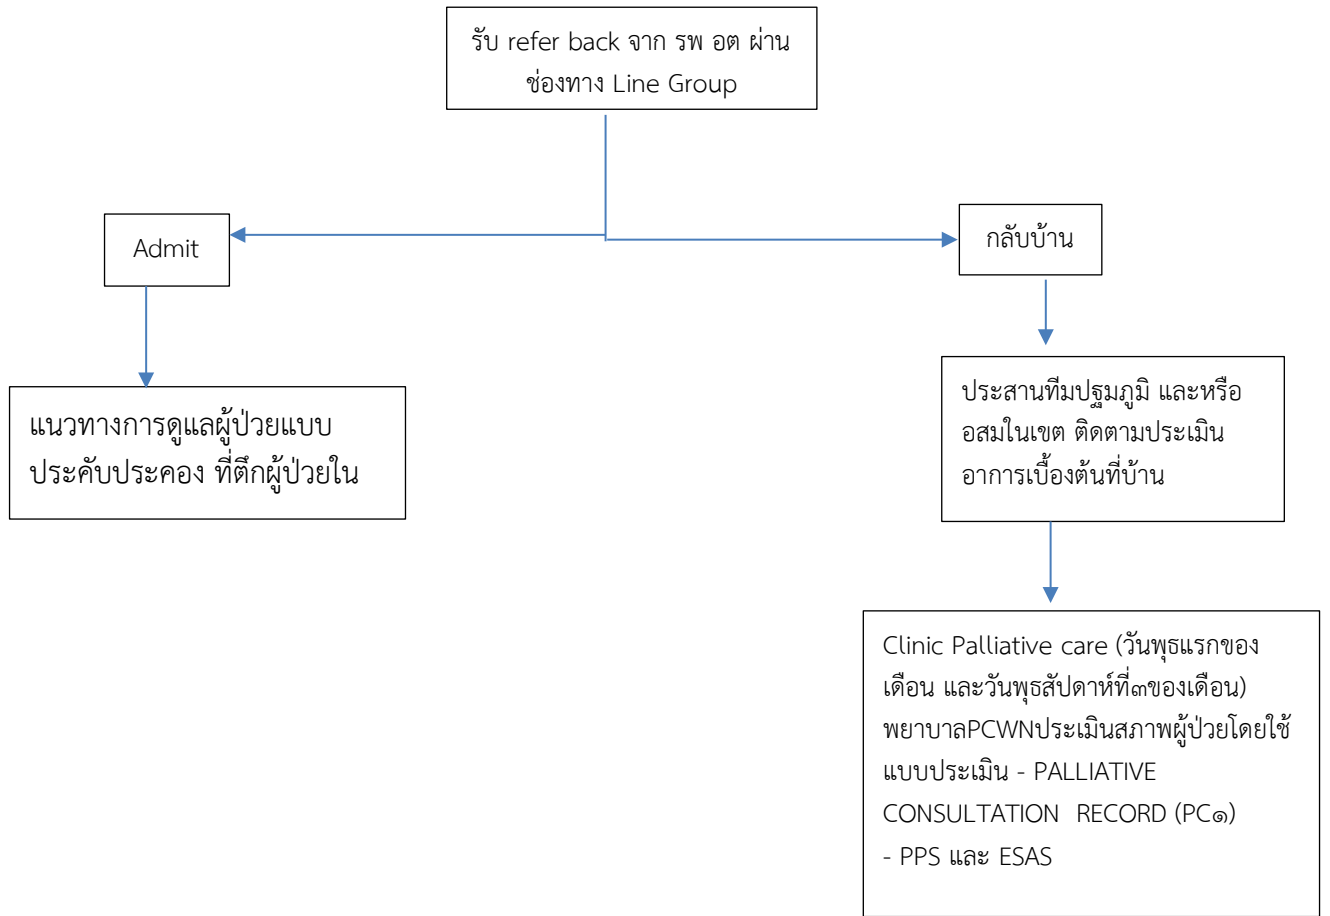 รับ refer back จาก รพ อต ผ่าน
ช่องทาง Line Group
Admit
กลับบ้าน
แนวทางการดูแลผู้ป่วยแบบ
ประคับประคอง ที่ตึกผู้ป่วยใน
ประสานทีมปฐมภูมิ และหรือ
อสมในเขต ติดตามประเมิน
อาการเบื้องต้นที่บ้าน
Clinic Palliative care (วันพุธแรกของ
เดือน และวันพุธสัปดาห์ที่๓ของเดือน)
พยาบาลPCWNประเมินสภาพผู้ป่วยโดยใช้
แบบประเมิน - PALLIATIVE
CONSULTATION RECORD (PC๑)
- PPS และ ESAS